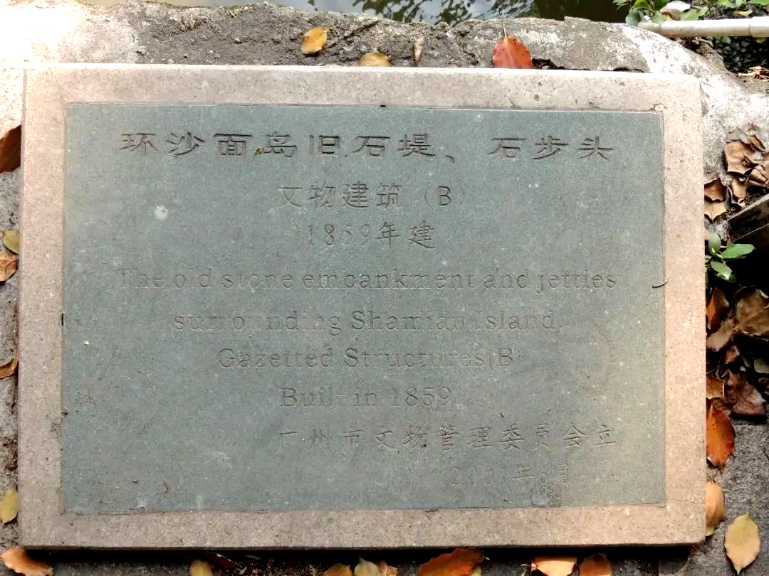 环沙面岛旧石堤、石步头
文物建筑（B）
1859年建
The old stone embankment and jetties
surrounding Shamian Island
Gazetted Structures(B)
Built in 1859
广州市文物管理委员会立